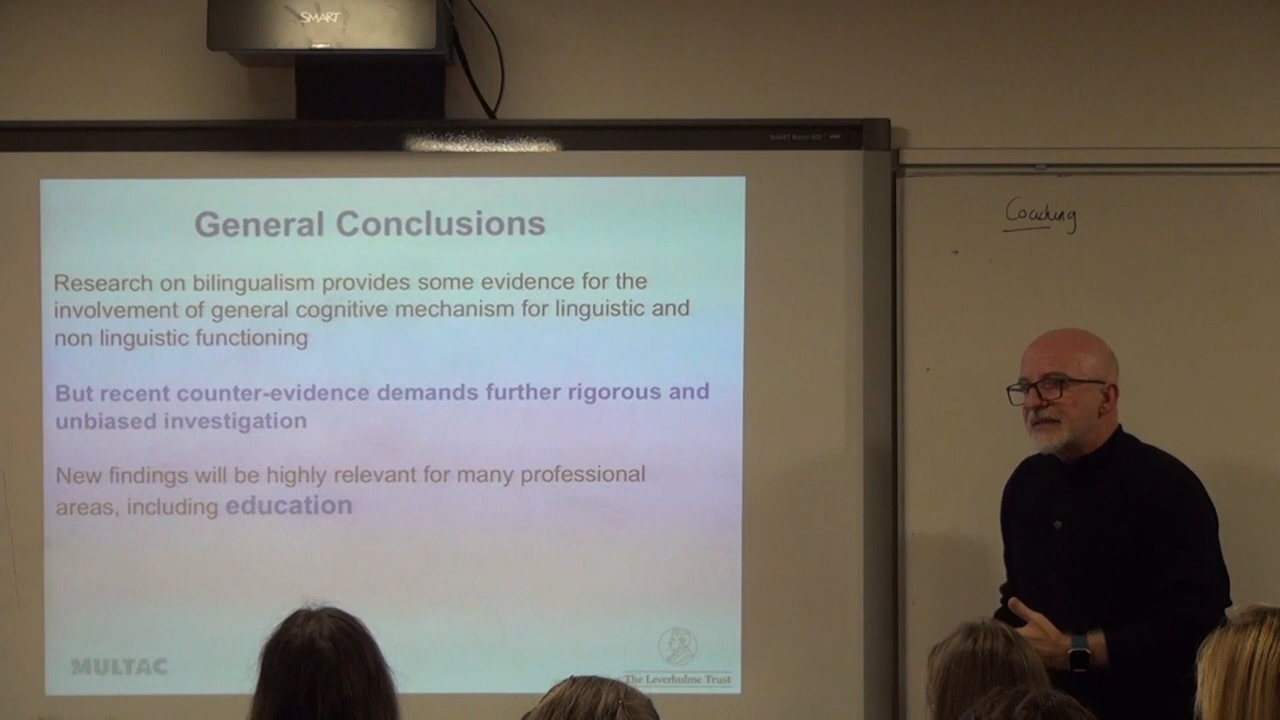 SMART
General Conclusions
Research on bilingualism provides some evidence for the
involvement of general cognitive mechanism for linguistic and
non linguistic functioning
But recent counter-evidence demands further rigorous and
unbiased investigation
New findings will be highly relevant for many professional
areas, including education
MULTAC
The Leverhulme Trust
Coaching